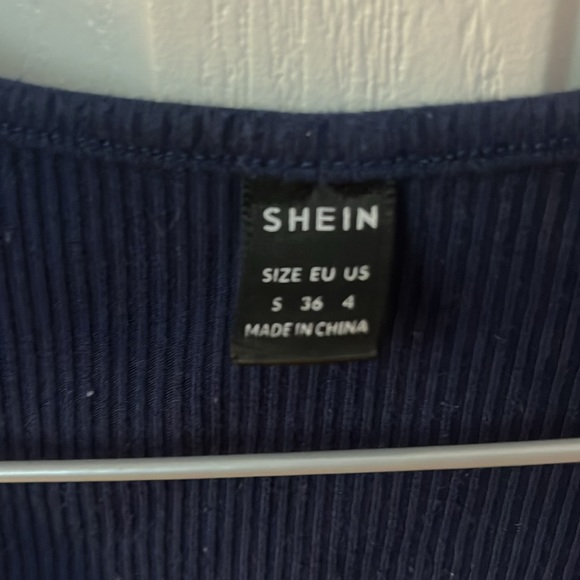 SHEIN
SIZE EU US
S 36 4
MADE IN CHINA